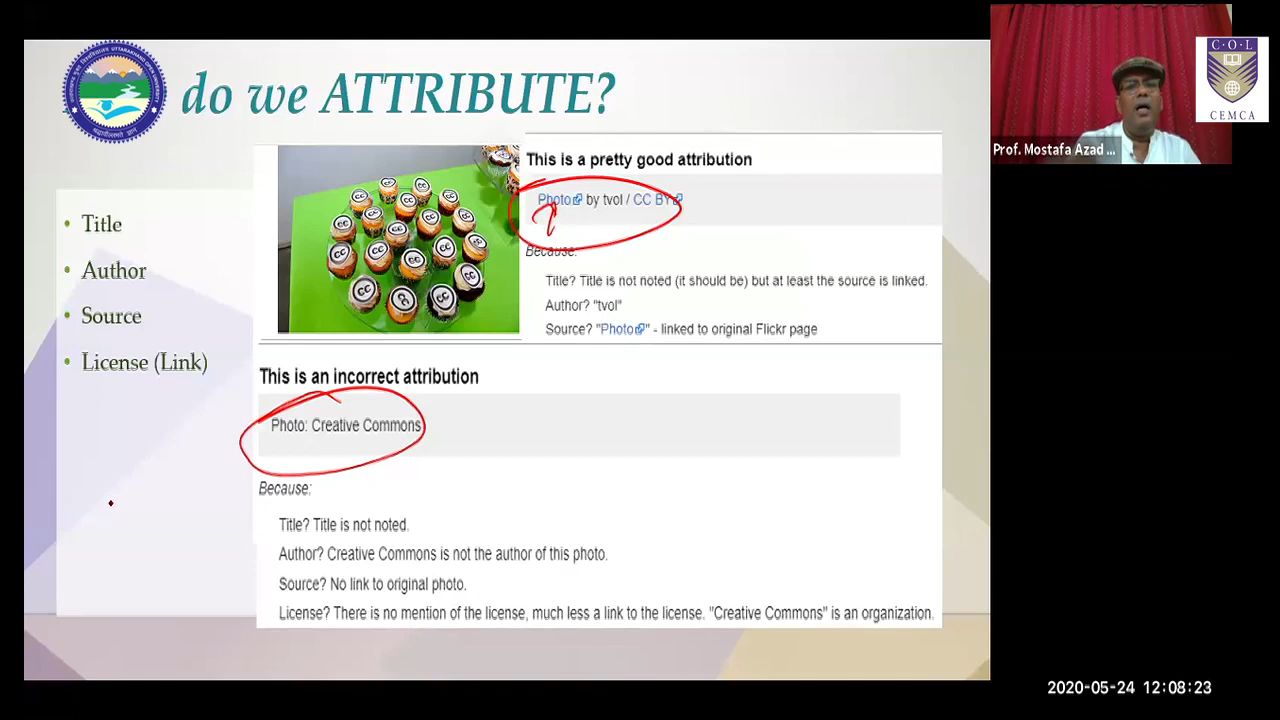 do we ATTRIBUTE?
• Title
• Author
• Source
• License (Link)
This is a pretty good attribution
Photo by tvol / CC BY
Because:
Title? Title is not noted (it should be) but at least the source is linked.
Author? "tvol"
Source? "Photo" - linked to original Flickr page
This is an incorrect attribution
Photo: Creative Commons
Because:
Title? Title is not noted.
Author? Creative Commons is not the author of this photo.
Source? No link to original photo.
License? There is no mention of the license, much less a link to the license. "Creative Commons" is an organization.
Prof. Mostafa Azad ...
C·O·L
CEMCA
2020-05-24 12:08:23